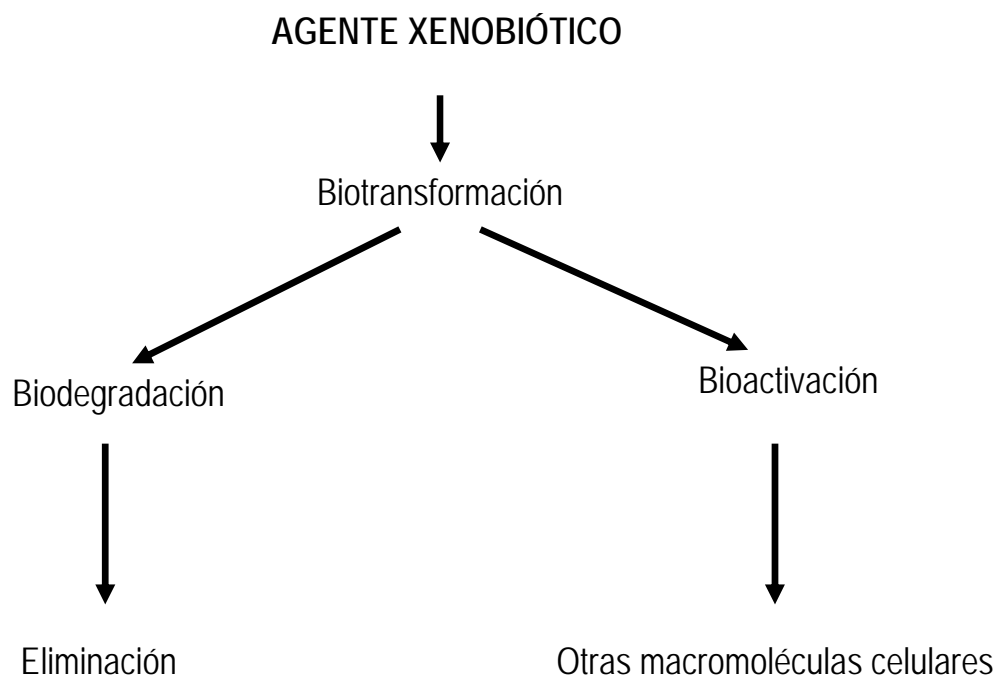 AGENTE XENOBIÓTICO
Biotransformación
Biodegradación
Bioactivación
Eliminación
Otras macromoléculas celulares